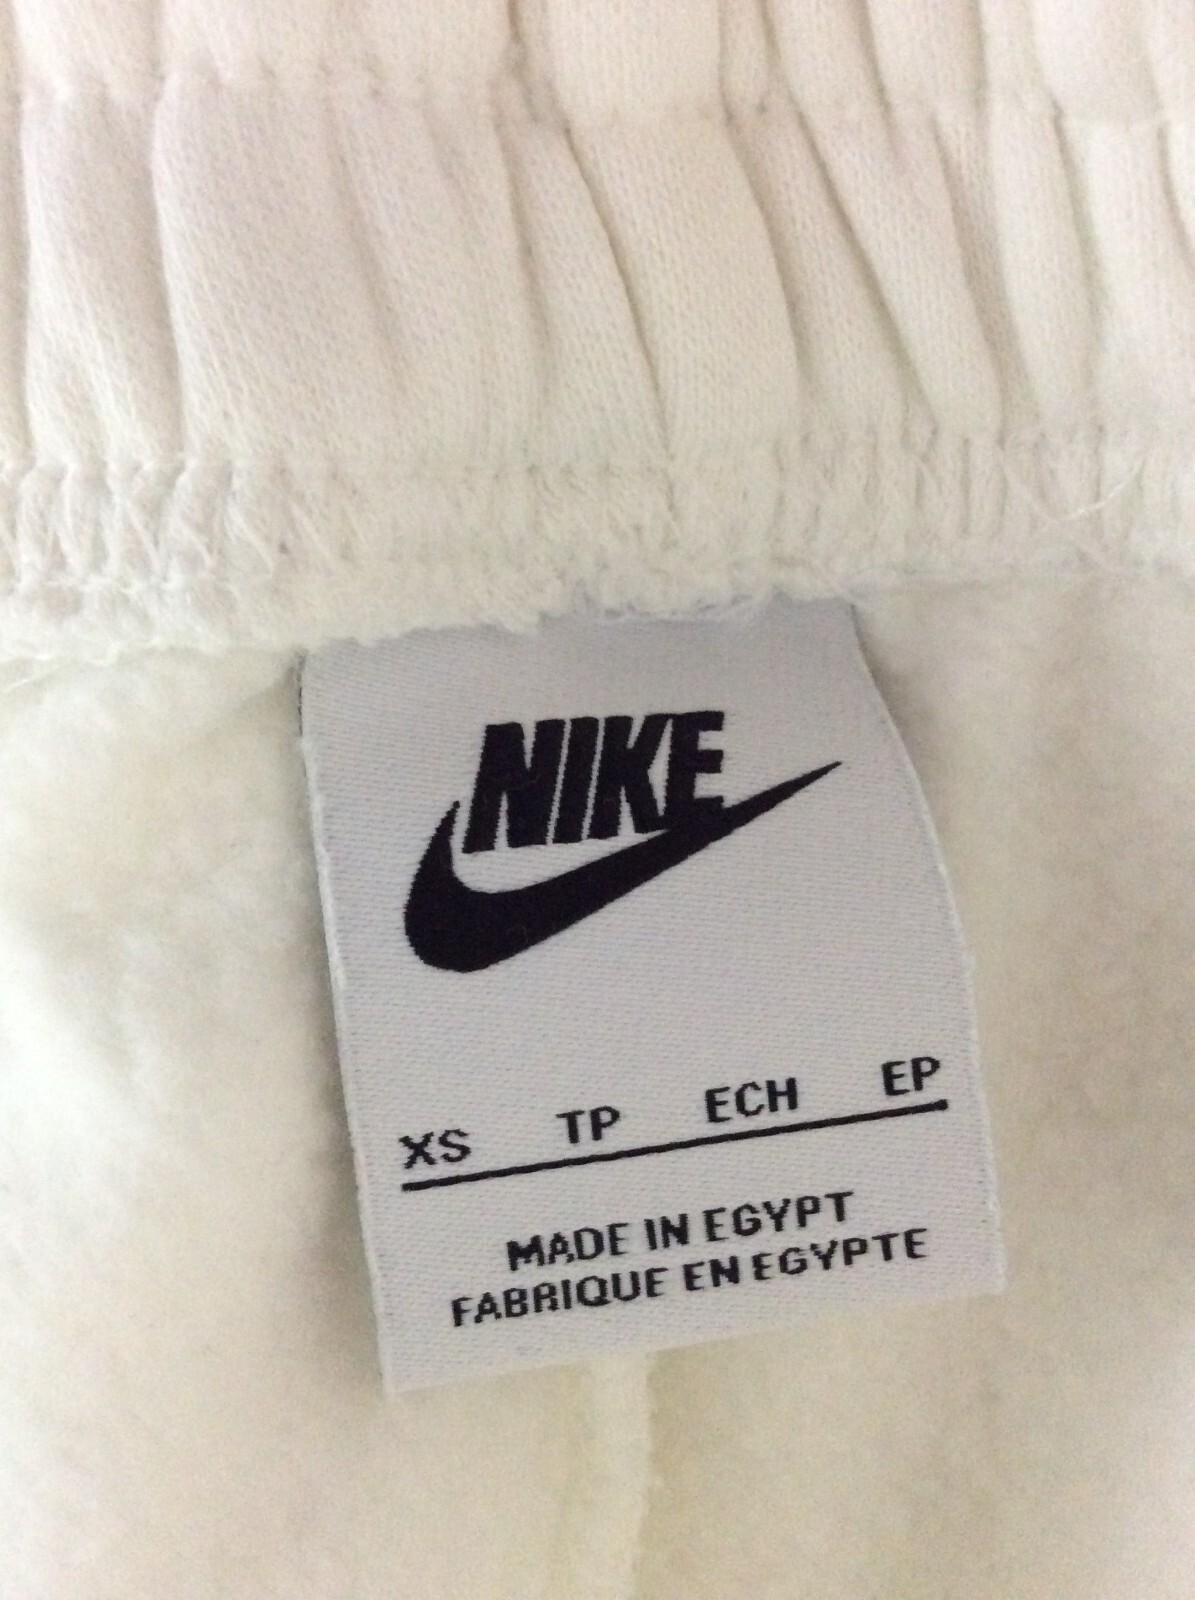 NIKE
XS TP ECH EP
MADE IN EGYPT
FABRIQUE EN EGYPTE